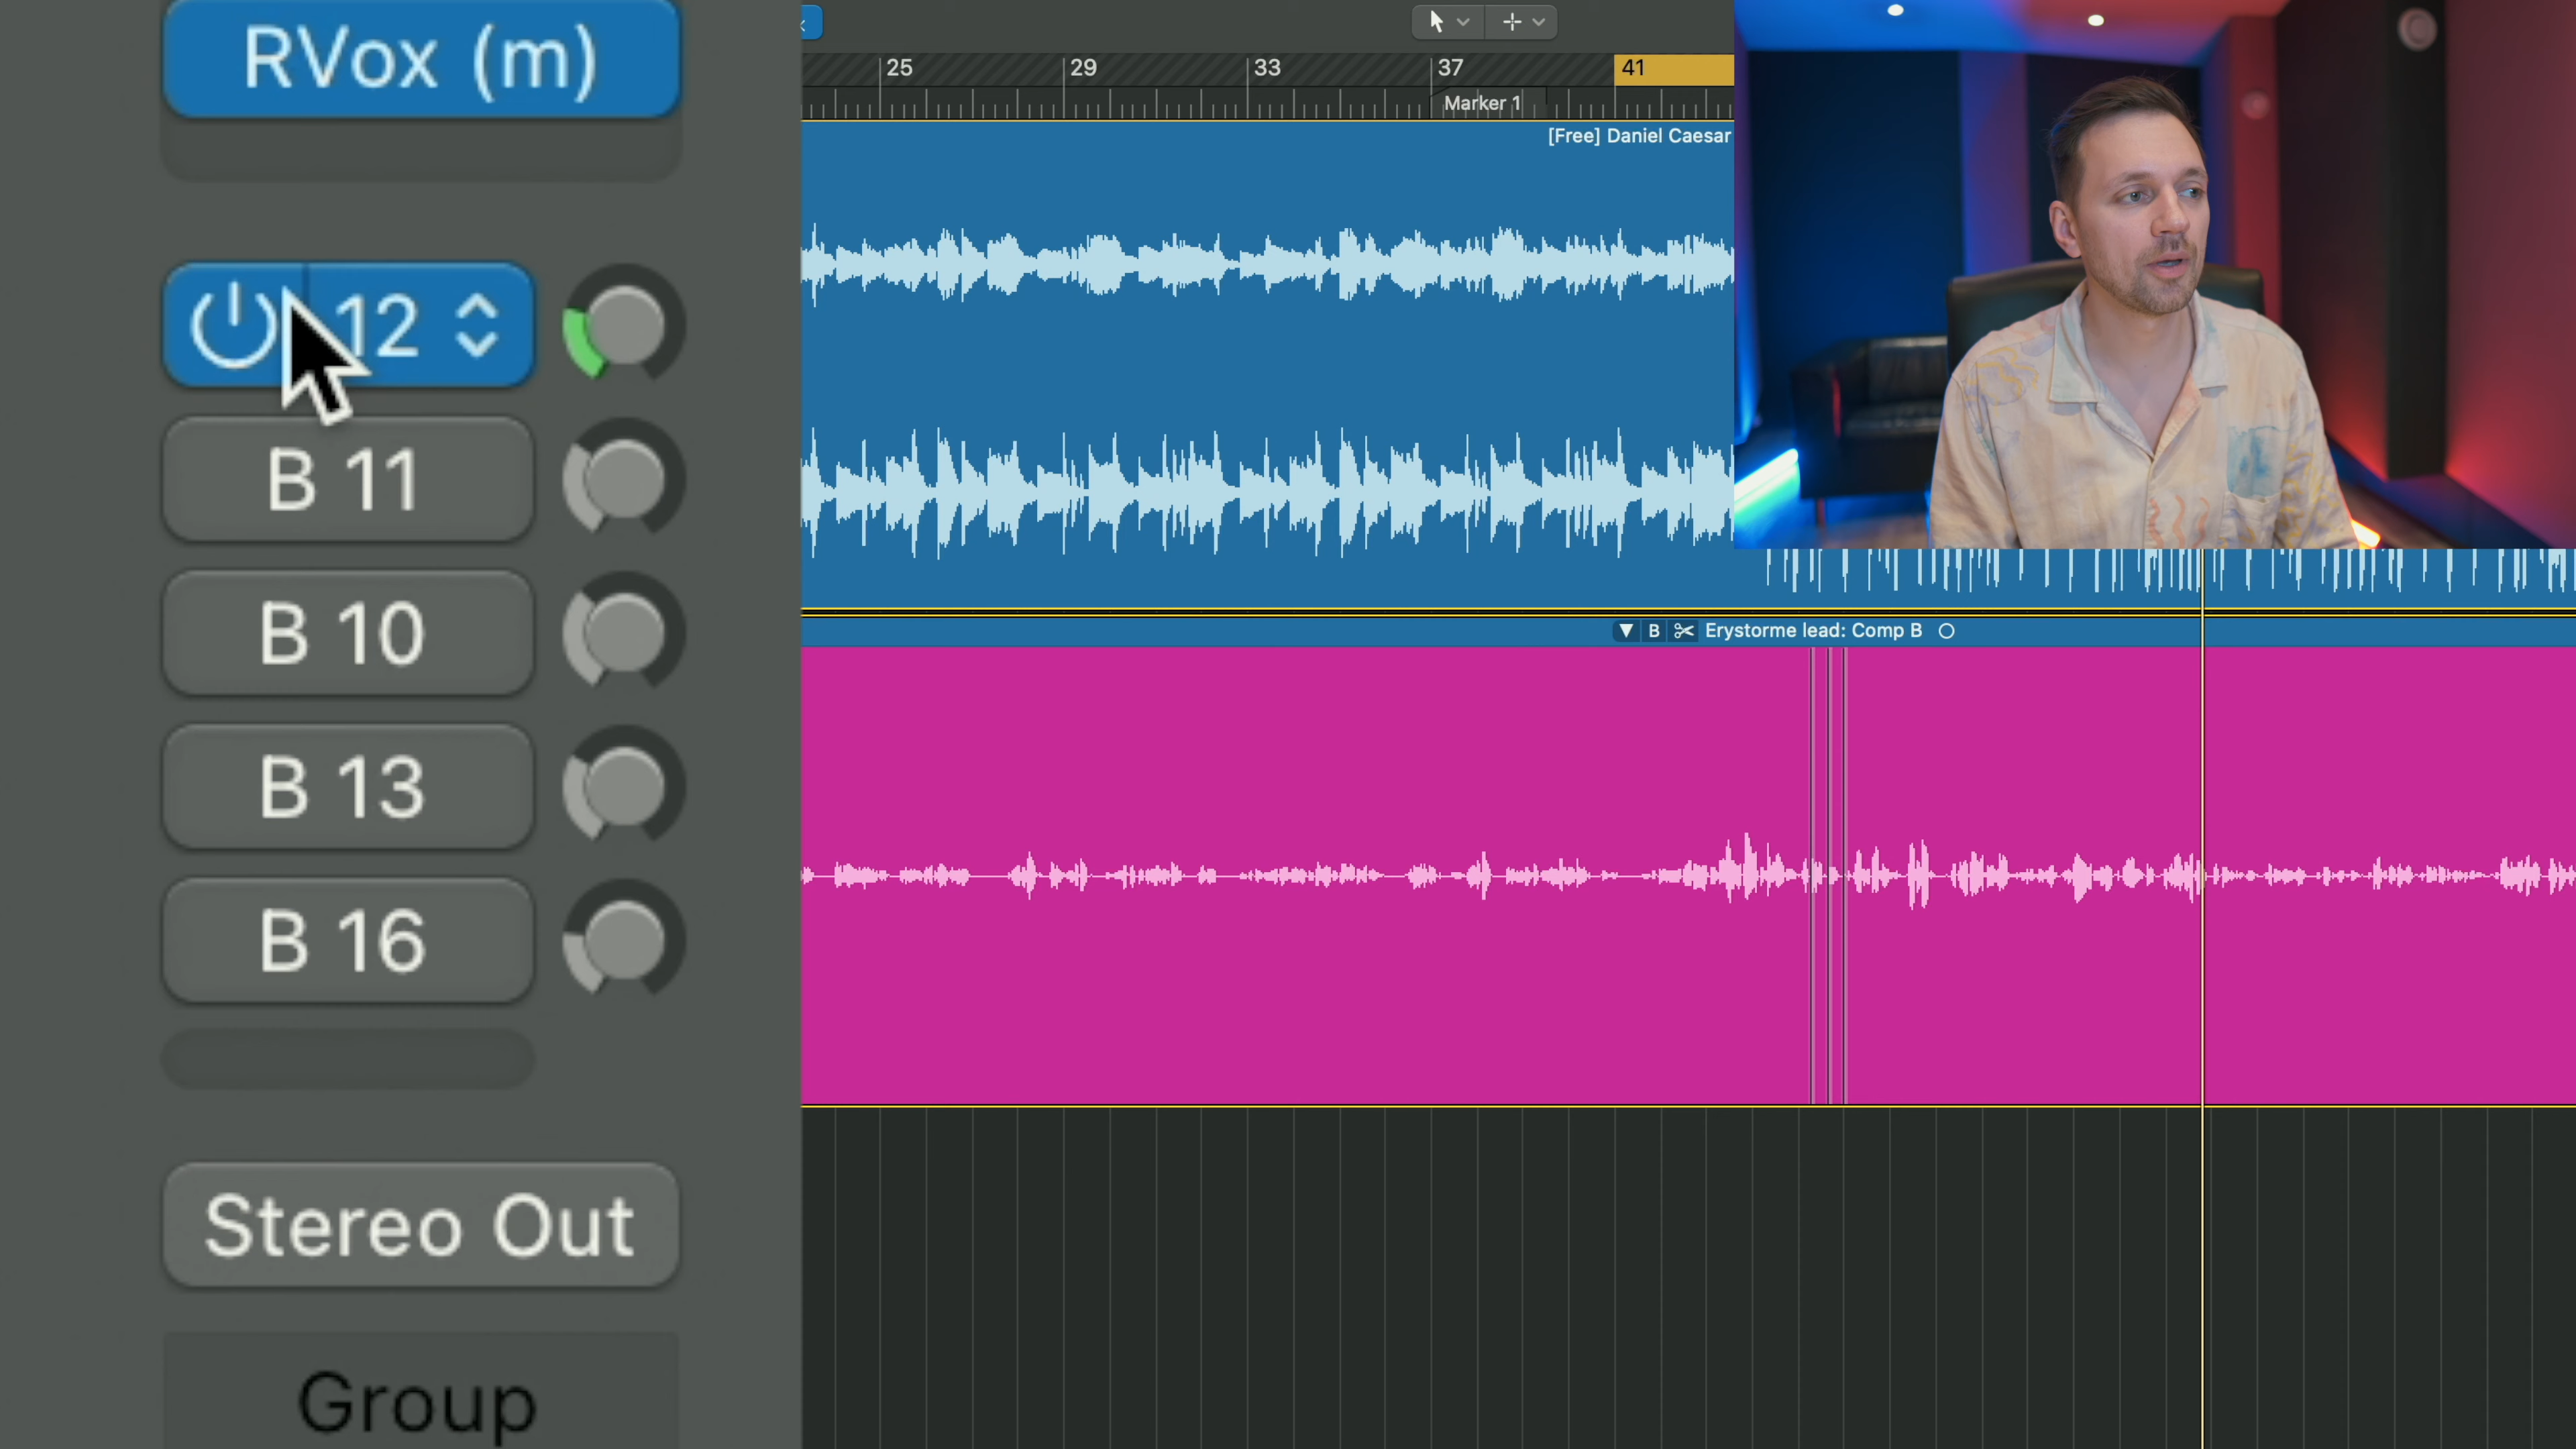 RVox (m)
12
B 11
B 10
B 13
B 16
Stereo Out
Group
25
29
33
37
41
Marker 1
[Free] Daniel Caesar
B
Erystorme lead: Comp B